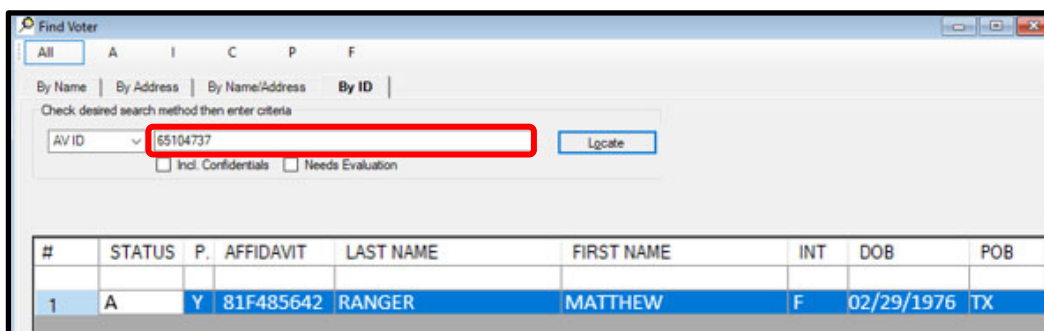 Find Voter
All A I C P F
By Name By Address By Name/Address By ID
Check desired search method then enter criteria
AV ID 65104737 Locate
Incl. Confidentials Needs Evaluation
# STATUS P. AFFIDAVIT LAST NAME FIRST NAME INT DOB POB
1 A Y 81F485642 RANGER MATTHEW F 02/29/1976 TX